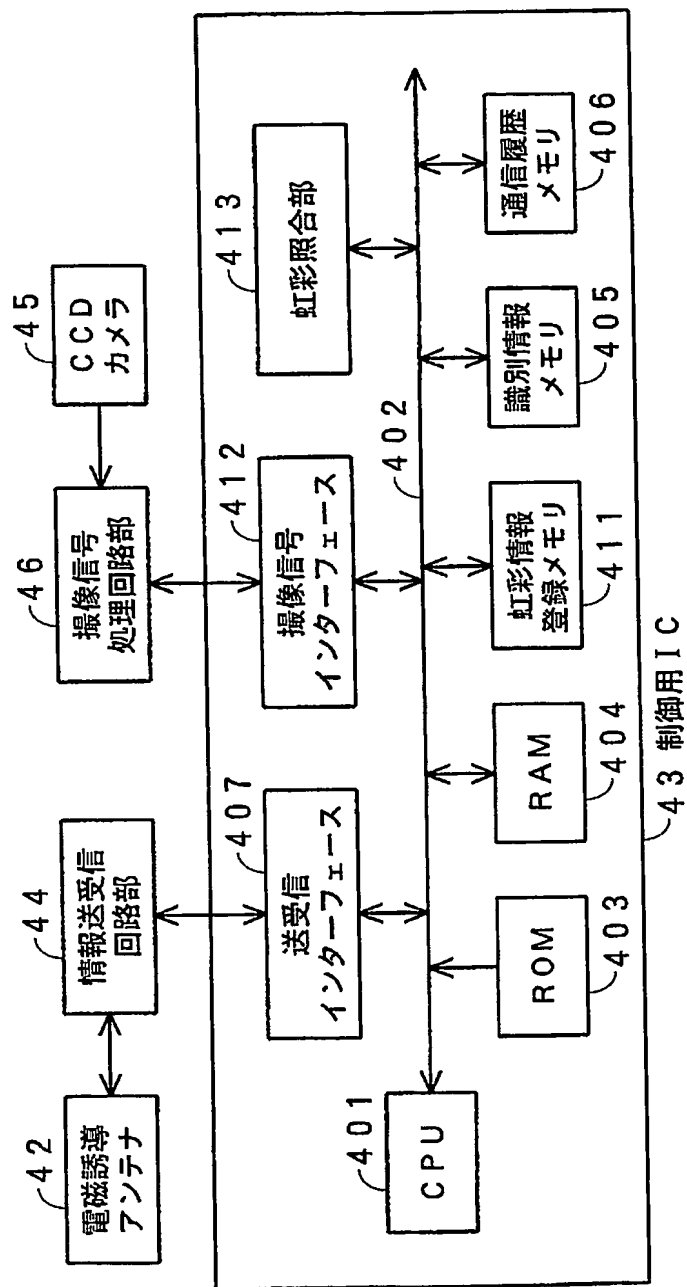 42
電磁誘導
アンテナ
44
情報送受信
回路部
46
撮像信号
処理回路部
45
CCD
カメラ
407
送受信
インターフェース
412
撮像信号
インターフェース
413
虹彩照合部
401
CPU
402
ROM
403
RAM
404
虹彩情報
登録メモリ
411
識別情報
メモリ
405
通信履歴
メモリ
406
43 制御用IC